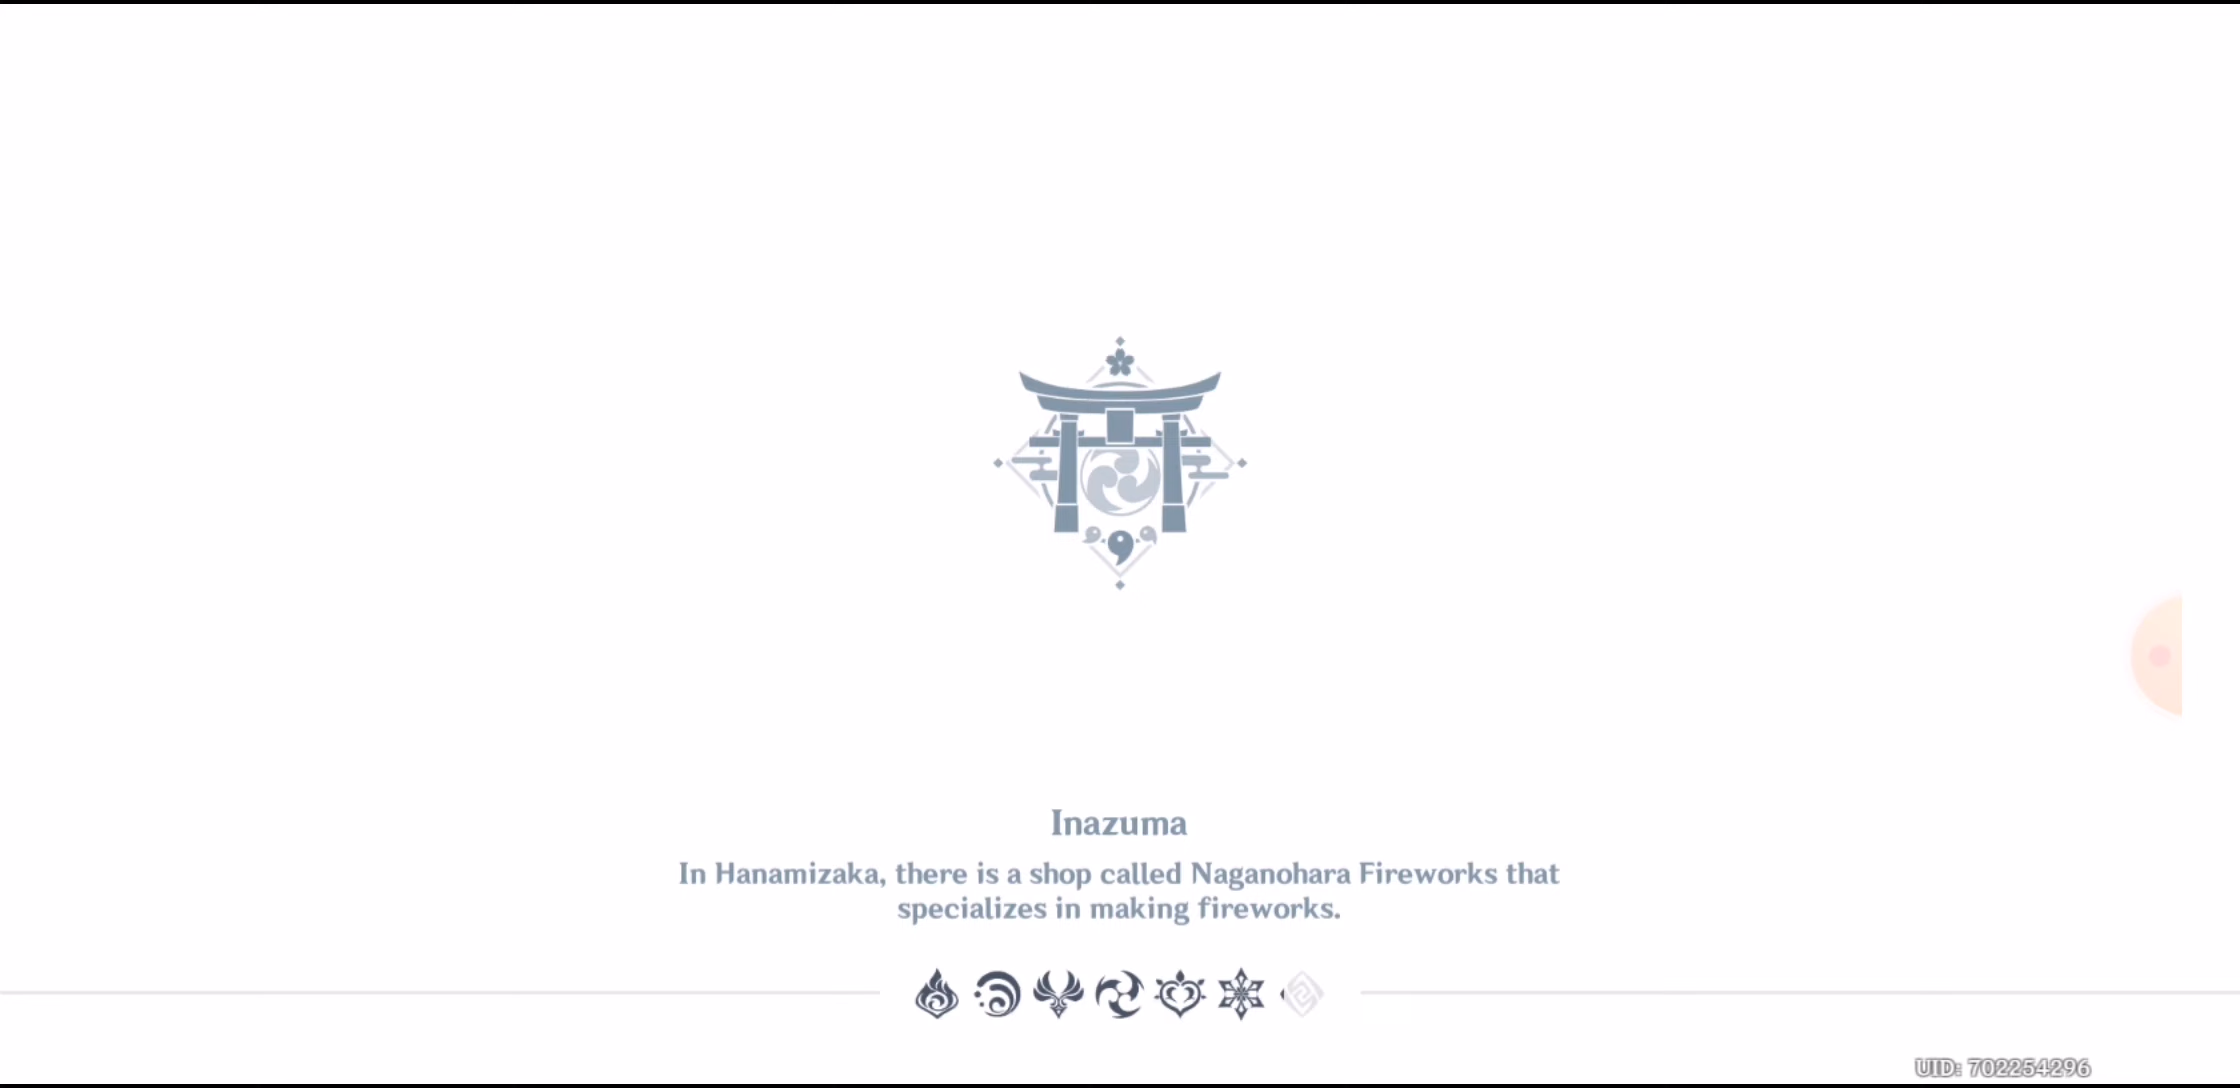 Inazuma
In Hanamizaka, there is a shop called Naganohara Fireworks that
specializes in making fireworks.
UID: 702254296